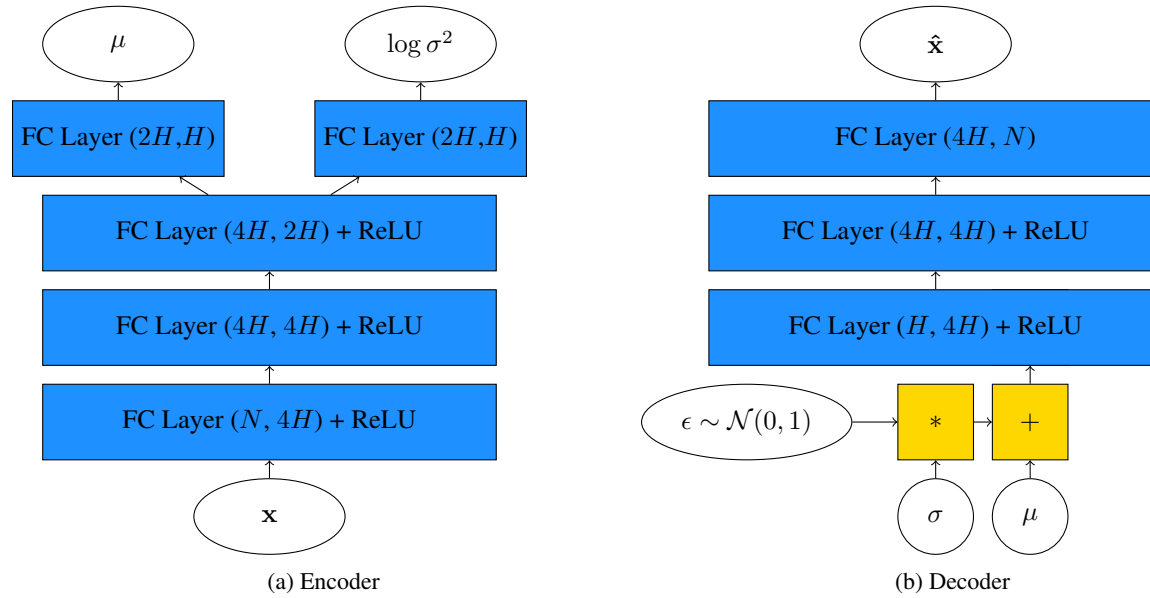 μ
log σ²
FC Layer (2H,H)
FC Layer (2H,H)
FC Layer (4H, 2H) + ReLU
FC Layer (4H, 4H) + ReLU
FC Layer (N, 4H) + ReLU
x
(a) Encoder
x̂
FC Layer (4H, N)
FC Layer (4H, 4H) + ReLU
FC Layer (H, 4H) + ReLU
ϵ ∼ 𝒩(0, 1)
*
+
σ
μ
(b) Decoder